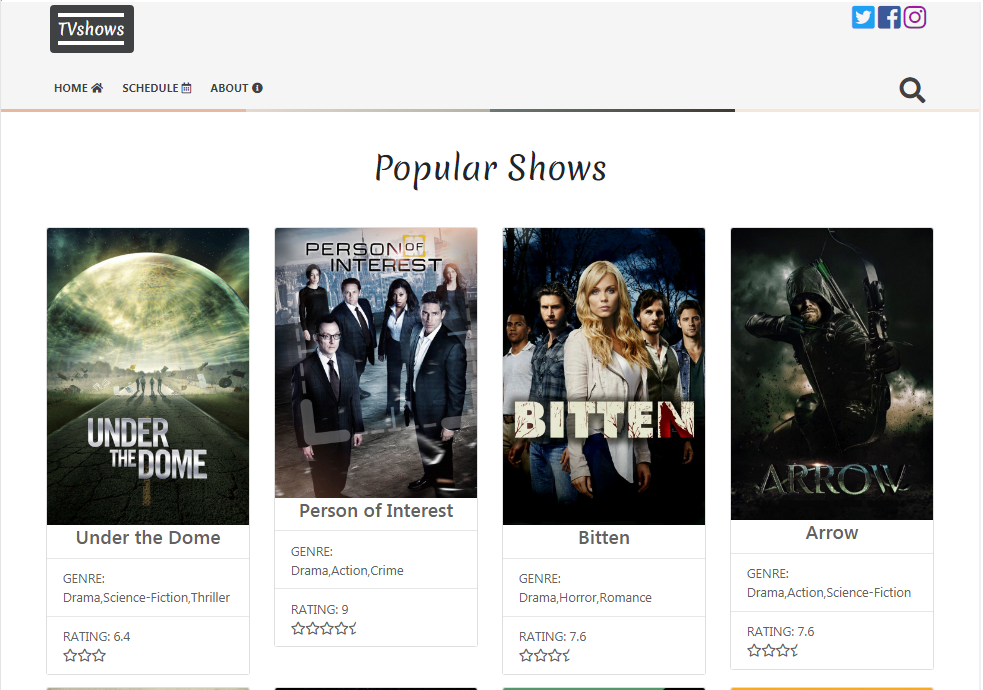 TVshows
HOME
SCHEDULE
ABOUT
Popular Shows
UNDER
THE DOME
Under the Dome
GENRE:
Drama,Science-Fiction,Thriller
RATING: 6.4
PERSON OF
INTEREST
Person of Interest
GENRE:
Drama,Action,Crime
RATING: 9
BITTEN
Bitten
GENRE:
Drama,Horror,Romance
RATING: 7.6
ARROW
Arrow
GENRE:
Drama,Action,Science-Fiction
RATING: 7.6